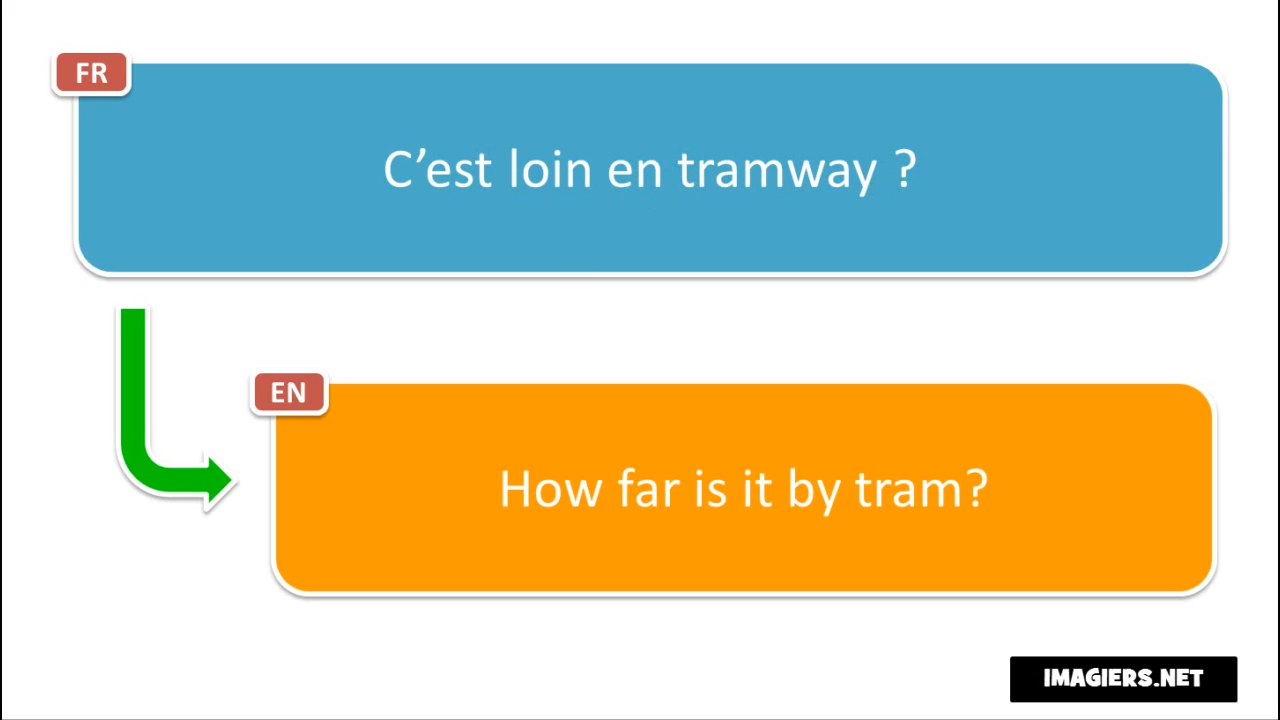 FR
C’est loin en tramway ?
EN
How far is it by tram?
IMAGIERS.NET